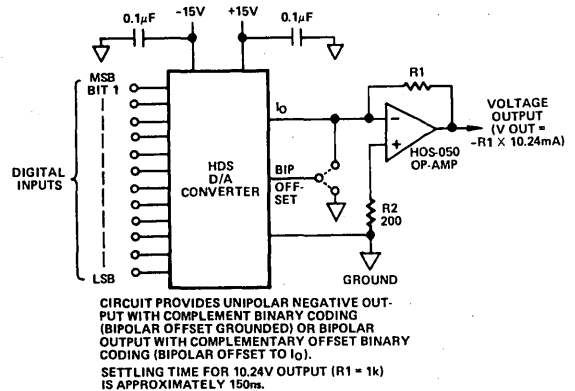 0.1µF
-15V
+15V
0.1µF
MSB
BIT 1
DIGITAL
INPUTS
LSB
HDS
D/A
CONVERTER
IO
BIP
OFF-
SET
R1
HOS-050
OP-AMP
VOLTAGE
OUTPUT
(V OUT =
-R1 X 10.24mA)
R2
200
GROUND
CIRCUIT PROVIDES UNIPOLAR NEGATIVE OUT-
PUT WITH COMPLEMENT BINARY CODING
(BIPOLAR OFFSET GROUNDED) OR BIPOLAR
OUTPUT WITH COMPLEMENTARY OFFSET BINARY
CODING (BIPOLAR OFFSET TO IO).
SETTLING TIME FOR 10.24V OUTPUT (R1 = 1k)
IS APPROXIMATELY 150ns.